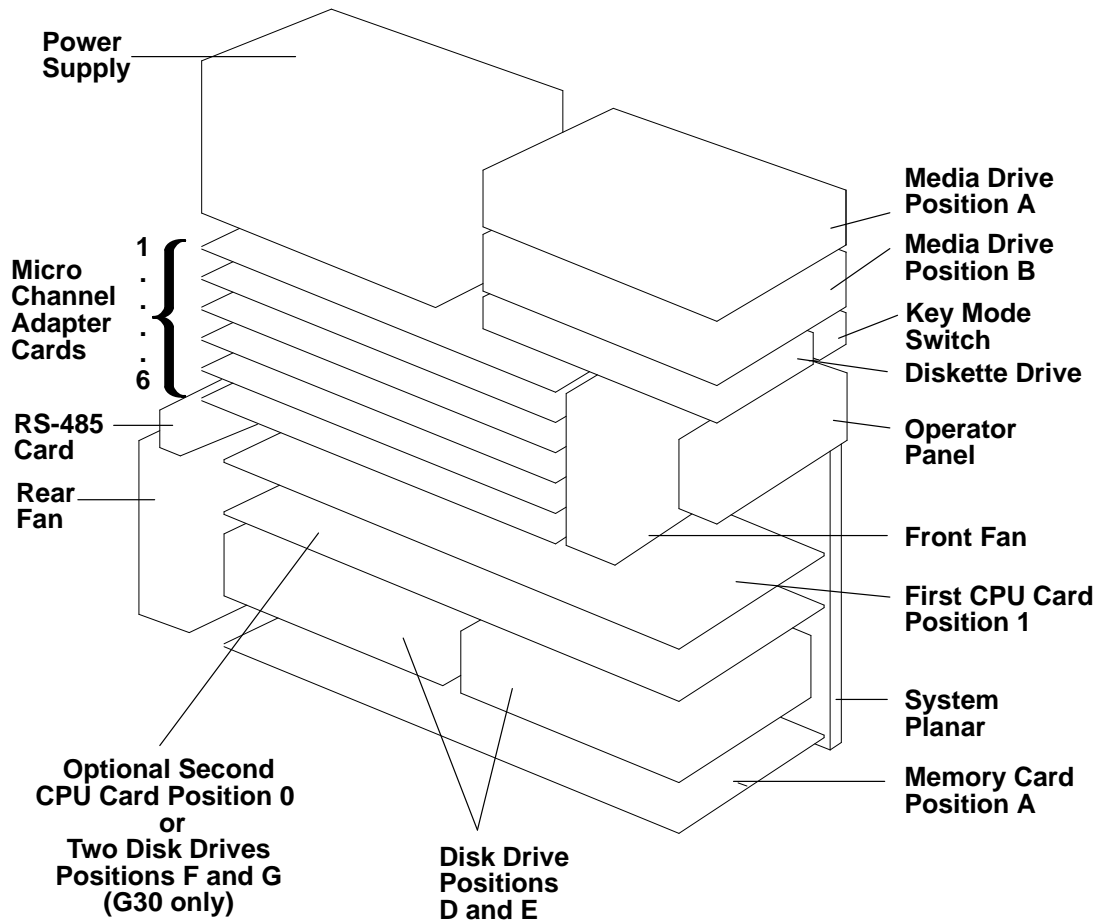 Power
Supply
Media Drive
Position A
Media Drive
Position B
Micro
Channel
Adapter
Cards
1
.
.
.
.
6
Key Mode
Switch
Diskette Drive
RS-485
Card
Operator
Panel
Rear
Fan
Front Fan
First CPU Card
Position 1
System
Planar
Optional Second
CPU Card Position 0
or
Two Disk Drives
Positions F and G
(G30 only)
Disk Drive
Positions
D and E
Memory Card
Position A